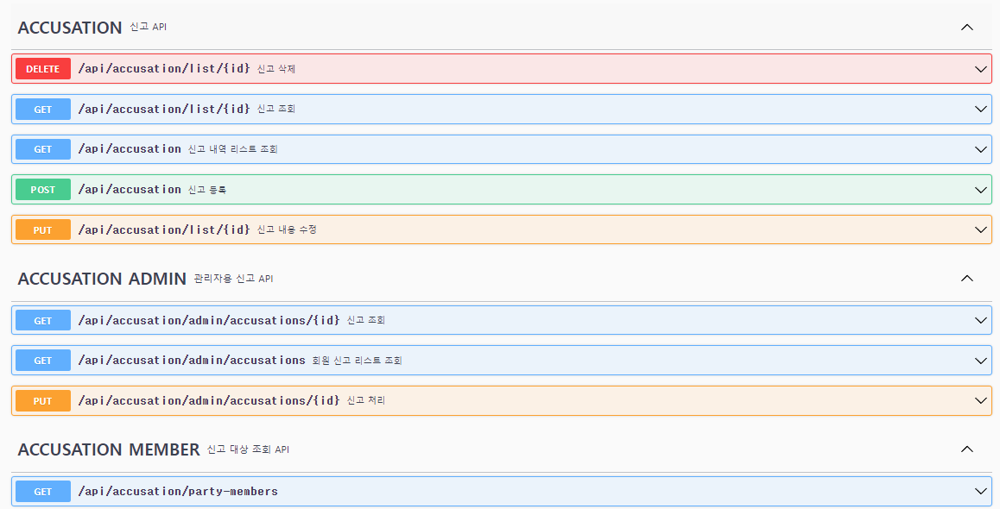 ACCUSATION 신고 API
DELETE /api/accusation/list/{id} 신고 삭제
GET /api/accusation/list/{id} 신고 조회
GET /api/accusation 신고 내역 리스트 조회
POST /api/accusation 신고 등록
PUT /api/accusation/list/{id} 신고 내용 수정
ACCUSATION ADMIN 관리자용 신고 API
GET /api/accusation/admin/accusations/{id} 신고 조회
GET /api/accusation/admin/accusations 회원 신고 리스트 조회
PUT /api/accusation/admin/accusations/{id} 신고 처리
ACCUSATION MEMBER 신고 대상 조회 API
GET /api/accusation/party-members